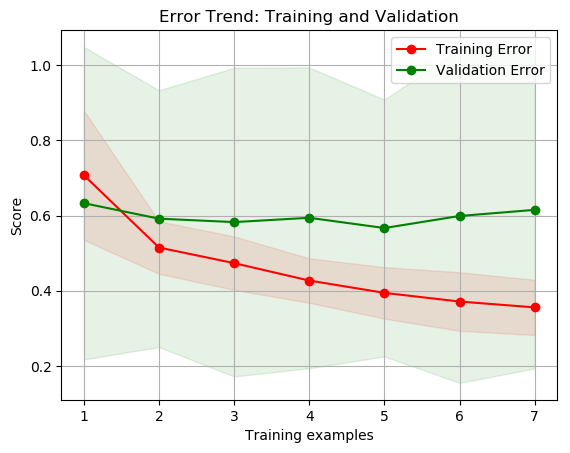 Error Trend: Training and Validation
Training Error
Validation Error
Score
1.0
0.8
0.6
0.4
0.2
1 2 3 4 5 6 7
Training examples